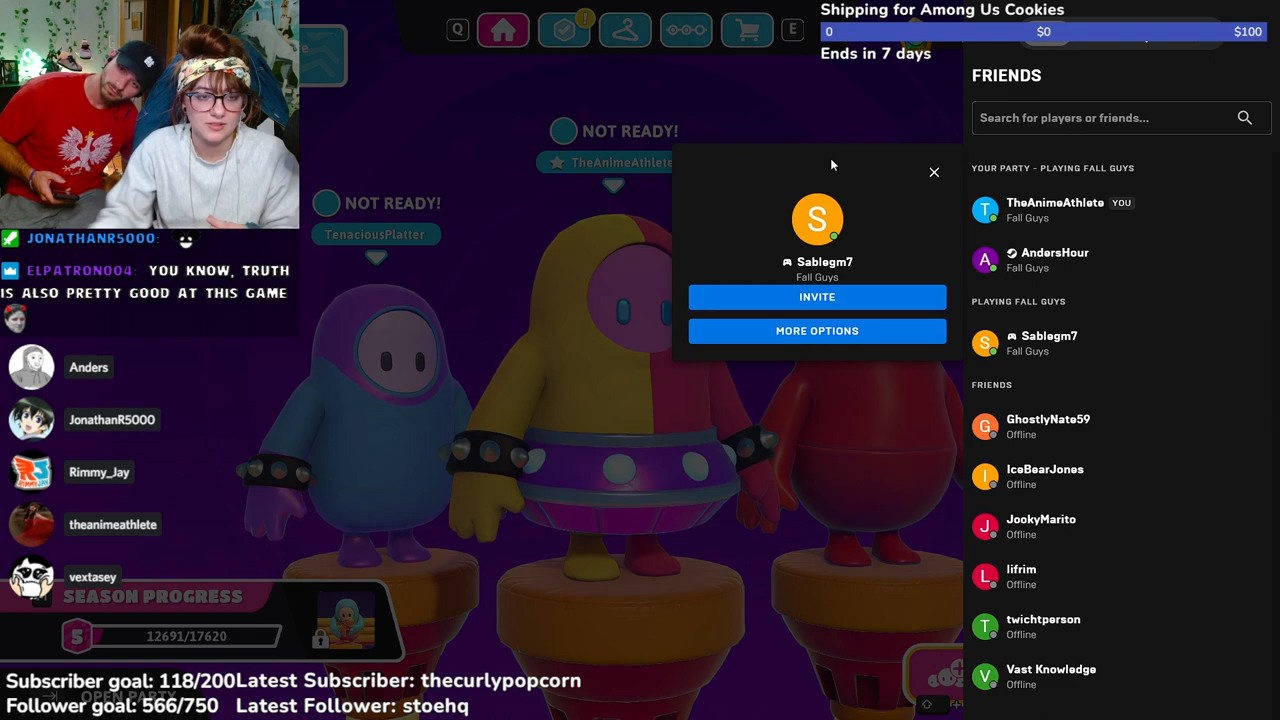 Shipping for Among Us Cookies
0 $0 $100
Ends in 7 days
Q
!
E
FRIENDS
Search for players or friends...
YOUR PARTY - PLAYING FALL GUYS
TheAnimeAthlete YOU
Fall Guys
AndersHour
Fall Guys
PLAYING FALL GUYS
Sablegm7
Fall Guys
FRIENDS
GhostlyNate59
Offline
IceBearJones
Offline
JookyMarito
Offline
lifrim
Offline
twichtperson
Offline
Vast Knowledge
Offline
S
Sablegm7
Fall Guys
INVITE
MORE OPTIONS
NOT READY!
TheAnimeAthlete
NOT READY!
TenaciousPlatter
JONATHANR5000:
ELPATRONO04: YOU KNOW, TRUTH
IS ALSO PRETTY GOOD AT THIS GAME
Anders
JonathanR5000
Rimmy_Jay
theanimeathlete
vextasey
SEASON PROGRESS
5 12691/17620
OPEN PARTY
Subscriber goal: 118/200 Latest Subscriber: thecurlypopcorn
Follower goal: 566/750 Latest Follower: stoehq